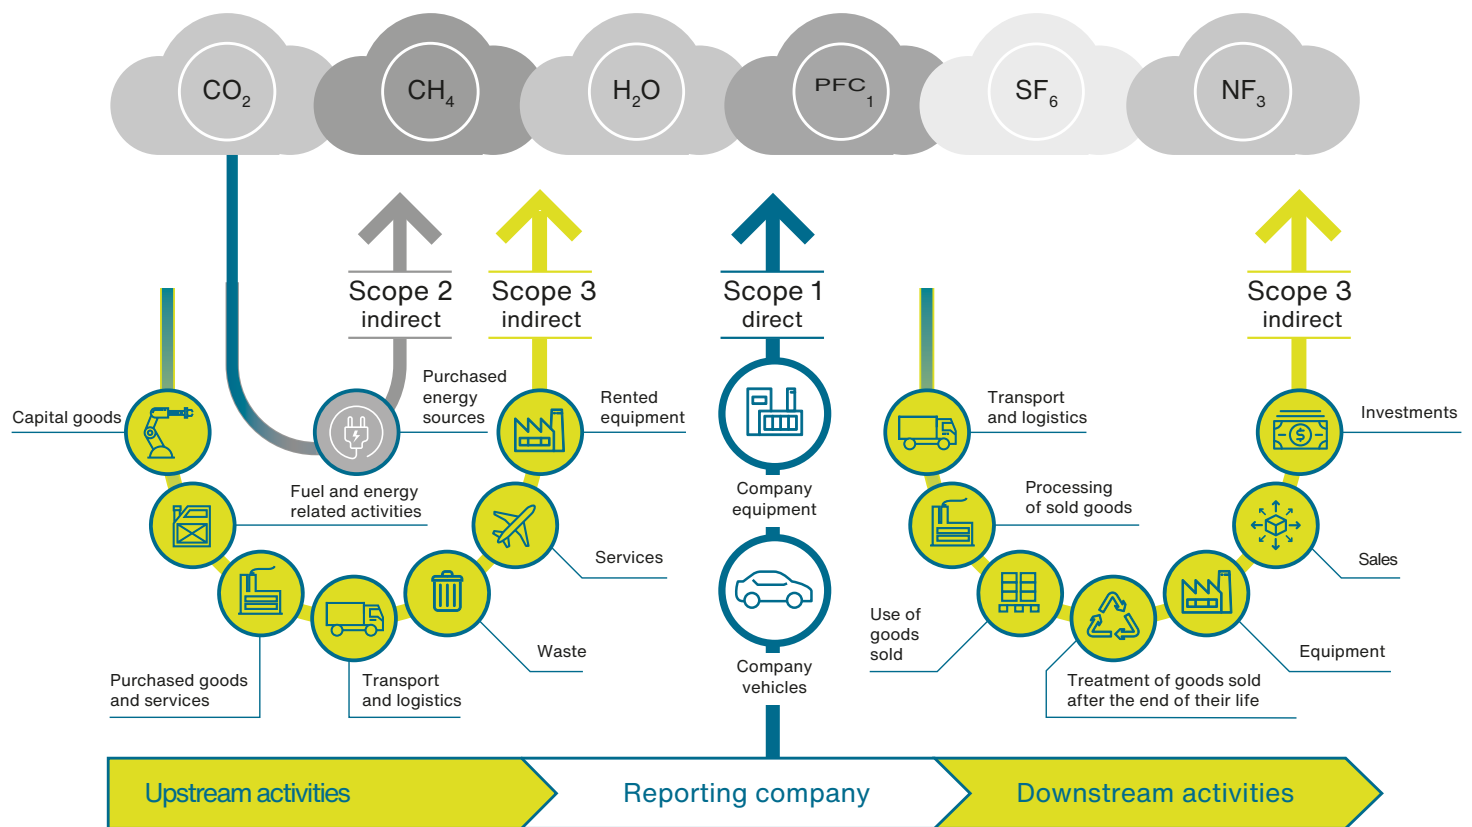 CO₂
CH₄
H₂O
PFC₁
SF₆
NF₃
Scope 2
indirect
Scope 3
indirect
Scope 1
direct
Scope 3
indirect
Capital goods
Purchased
energy
sources
Rented
equipment
Fuel and energy
related activities
Services
Waste
Purchased goods
and services
Transport
and logistics
Company
equipment
Company
vehicles
Transport
and logistics
Investments
Processing
of sold goods
Sales
Use of
goods
sold
Equipment
Treatment of goods sold
after the end of their life
$
Upstream activities
Reporting company
Downstream activities